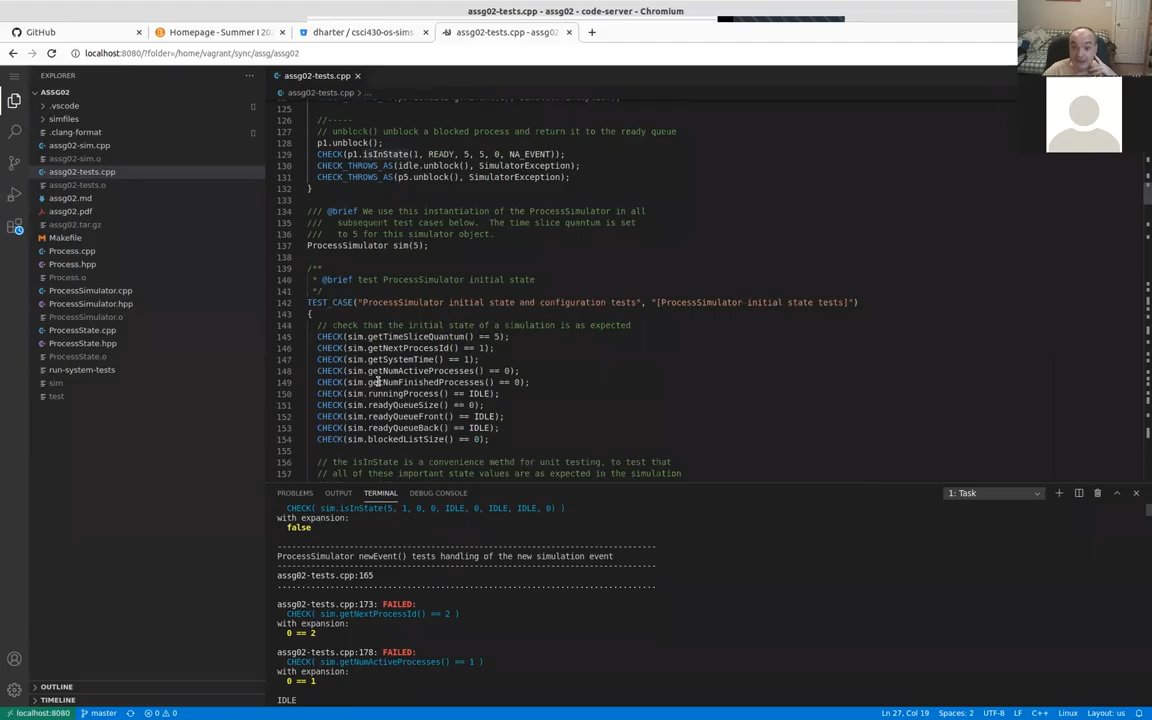 assg02-tests.cpp - assg02 - code-server - Chromium
GitHub
Homepage - Summer I 202
dharter / csci430-os-sims
assg02-tests.cpp - assg02
localhost:8080/?folder=/home/vagrant/sync/assg/assg02
EXPLORER
ASSG02
.vscode
simfiles
.clang-format
assg02-sim.cpp
assg02-sim.o
assg02-tests.cpp
assg02-tests.o
assg02.md
assg02.pdf
assg02.tar.gz
Makefile
Process.cpp
Process.hpp
Process.o
ProcessSimulator.cpp
ProcessSimulator.hpp
ProcessSimulator.o
ProcessState.cpp
ProcessState.hpp
ProcessState.o
run-system-tests
sim
test
OUTLINE
TIMELINE
assg02-tests.cpp
assg02-tests.cpp > ...
125
126 //-----
127 // unblock() unblock a blocked process and return it to the ready queue
128 p1.unblock();
129 CHECK(p1.isInState(1, READY, 5, 5, 0, NA_EVENT));
130 CHECK_THROWS_AS(idle.unblock(), SimulatorException);
131 CHECK_THROWS_AS(p5.unblock(), SimulatorException);
132 }
133
134 /// @brief We use this instantiation of the ProcessSimulator in all
135 /// subsequent test cases below. The time slice quantum is set
136 /// to 5 for this simulator object.
137 ProcessSimulator sim(5);
138
139 /**
140 * @brief test ProcessSimulator initial state
141 */
142 TEST_CASE("ProcessSimulator initial state and configuration tests", "[ProcessSimulator initial state tests]")
143 {
144 // check that the initial state of a simulation is as expected
145 CHECK(sim.getTimeSliceQuantum() == 5);
146 CHECK(sim.getNextProcessId() == 1);
147 CHECK(sim.getSystemTime() == 1);
148 CHECK(sim.getNumActiveProcesses() == 0);
149 CHECK(sim.getNumFinishedProcesses() == 0);
150 CHECK(sim.runningProcess() == IDLE);
151 CHECK(sim.readyQueueSize() == 0);
152 CHECK(sim.readyQueueFront() == IDLE);
153 CHECK(sim.readyQueueBack() == IDLE);
154 CHECK(sim.blockedListSize() == 0);
155
156 // the isInState is a convenience methd for unit testing, to test that
157 // all of these important state values are as expected in the simulation
PROBLEMS OUTPUT TERMINAL DEBUG CONSOLE
1: Task
CHECK( sim.isInState(5, 1, 0, 0, IDLE, 0, IDLE, IDLE, 0) )
with expansion:
false
-------------------------------------------------------------------------------
ProcessSimulator newEvent() tests handling of the new simulation event
-------------------------------------------------------------------------------
assg02-tests.cpp:165
...............................................................................
assg02-tests.cpp:173: FAILED:
CHECK( sim.getNextProcessId() == 2 )
with expansion:
0 == 2
assg02-tests.cpp:178: FAILED:
CHECK( sim.getNumActiveProcesses() == 1 )
with expansion:
0 == 1
IDLE
localhost:8080 master 0 0 Ln 27, Col 19 Spaces: 2 UTF-8 LF C++ Linux Layout: us